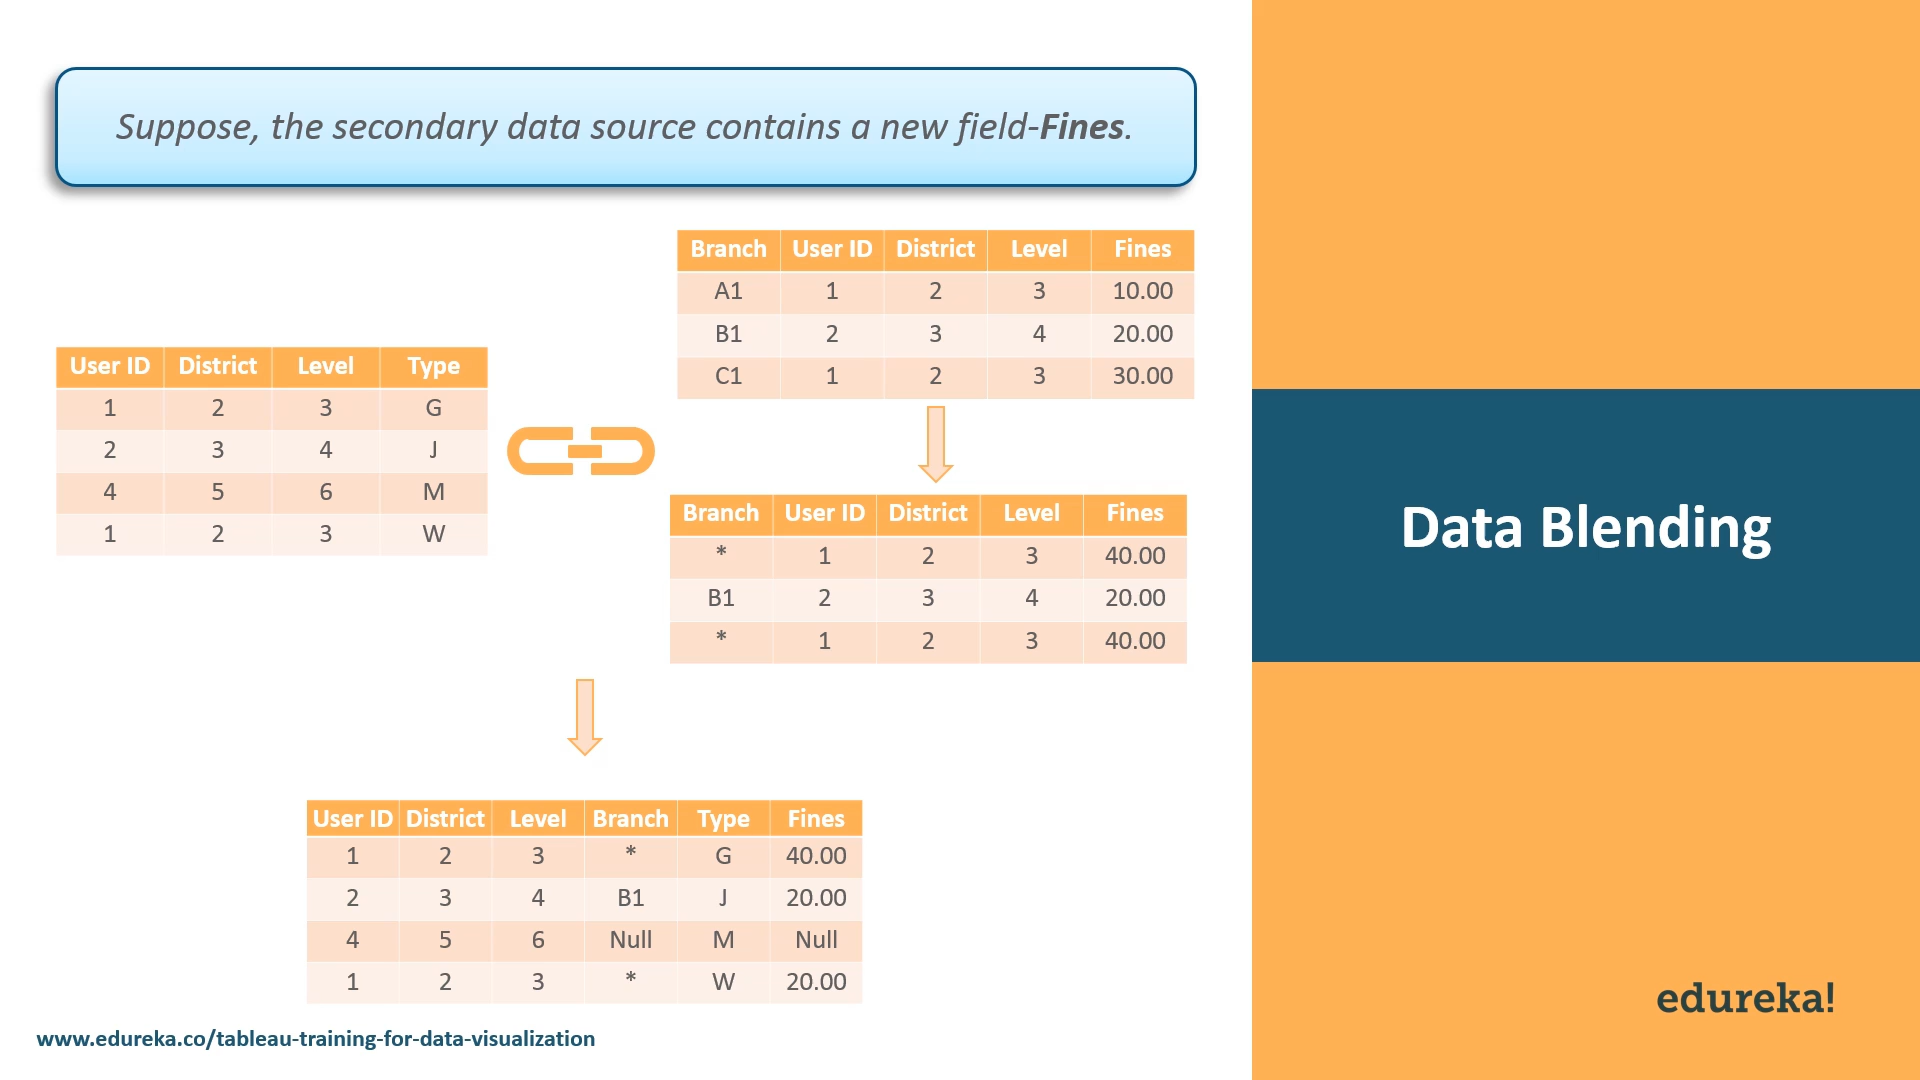 Suppose, the secondary data source contains a new field-Fines.
Branch User ID District Level Fines
A1 1 2 3 10.00
B1 2 3 4 20.00
C1 1 2 3 30.00
User ID District Level Type
1 2 3 G
2 3 4 J
4 5 6 M
1 2 3 W
Branch User ID District Level Fines
* 1 2 3 40.00
B1 2 3 4 20.00
* 1 2 3 40.00
User ID District Level Branch Type Fines
1 2 3 * G 40.00
2 3 4 B1 J 20.00
4 5 6 Null M Null
1 2 3 * W 20.00
www.edureka.co/tableau-training-for-data-visualization
Data Blending
edureka!